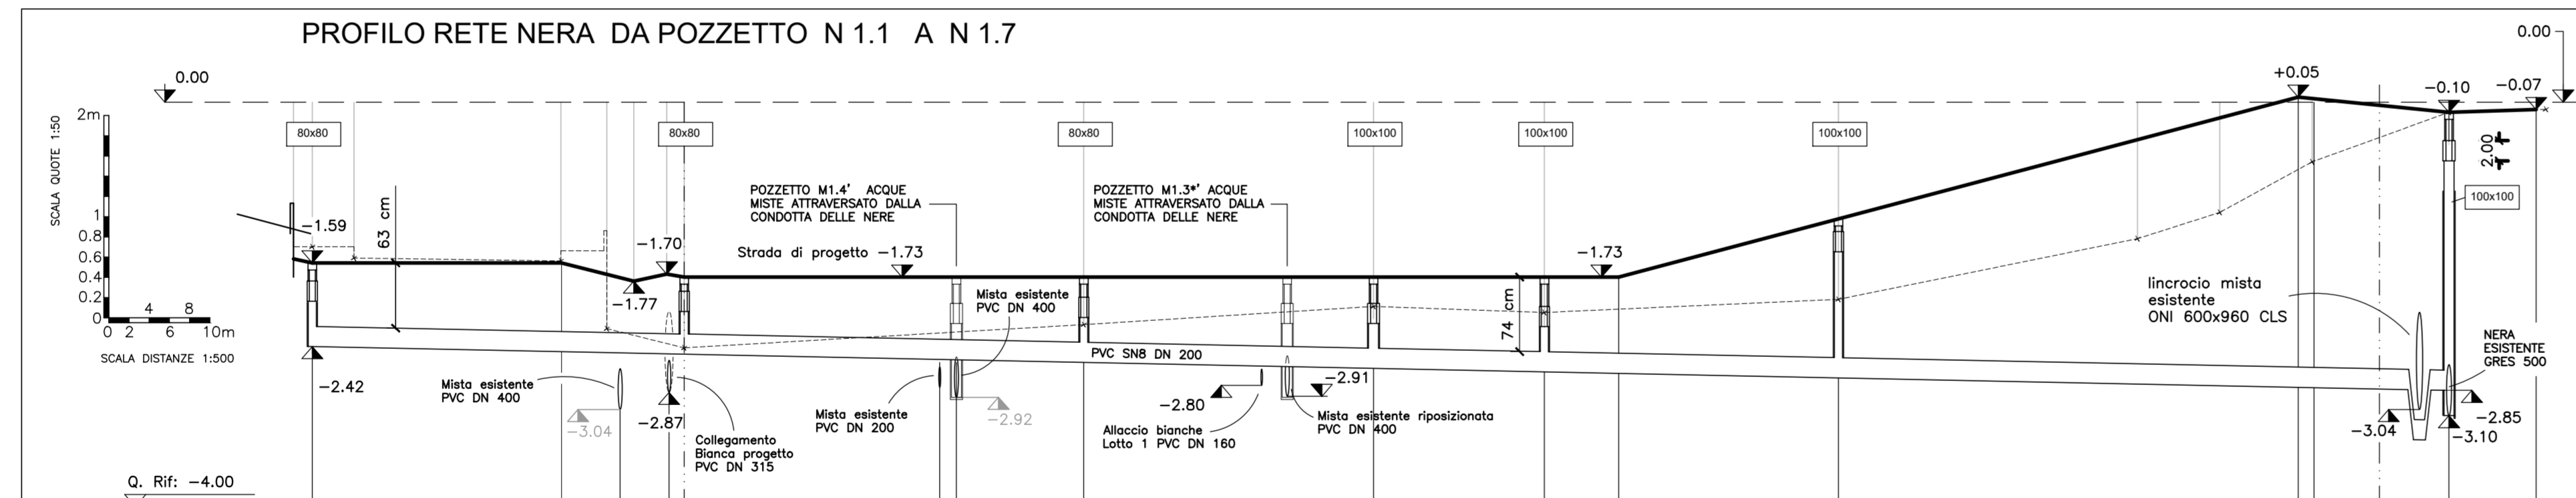 PROFILO RETE NERA DA POZZETTO N 1.1 A N 1.7
0.00
0.00
+0.05
-0.10
-0.07
SCALA QUOTE 1:50
2m
1
0.8
0.6
0.4
0.2
0
4 8
0 2 6 10m
SCALA DISTANZE 1:500
80x80
80x80
80x80
100x100
100x100
100x100
100x100
2.00
-1.59
63 cm
-1.77
-1.70
Strada di progetto -1.73
POZZETTO M1.4' ACQUE
MISTE ATTRAVERSATO DALLA
CONDOTTA DELLE NERE
POZZETTO M1.3*' ACQUE
MISTE ATTRAVERSATO DALLA
CONDOTTA DELLE NERE
-1.73
Mista esistente
PVC DN 400
74 cm
PVC SN8 DN 200
lincrocio mista
esistente
ONI 600x960 CLS
NERA
ESISTENTE
GRES 500
-2.42
Mista esistente
PVC DN 400
-3.04
-2.87
Collegamento
Bianca progetto
PVC DN 315
Mista esistente
PVC DN 200
-2.92
-2.80
Allaccio bianche
Lotto 1 PVC DN 160
-2.91
Mista esistente riposizionata
PVC DN 400
-3.04
-2.85
-3.10
Q. Rif: -4.00